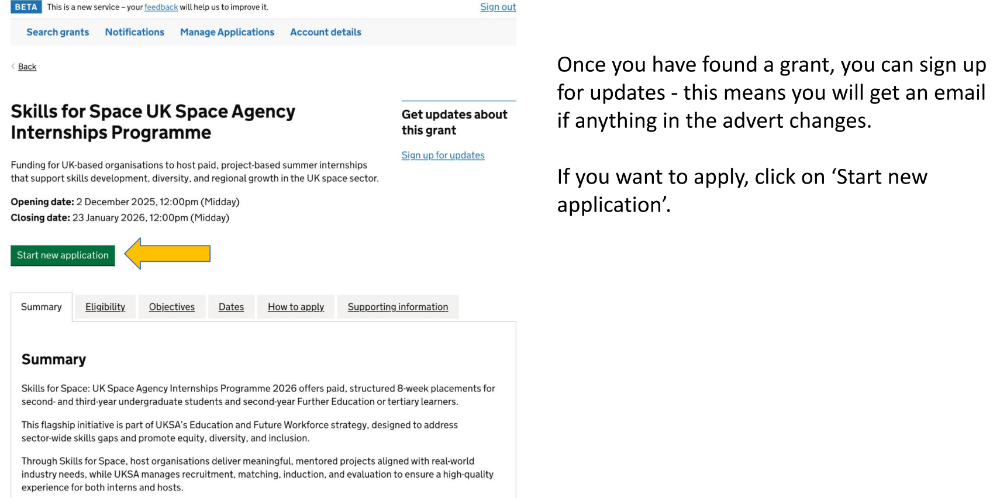 BETA This is a new service – your feedback will help us to improve it. Sign out
Search grants Notifications Manage Applications Account details
< Back
Skills for Space UK Space Agency
Internships Programme
Funding for UK-based organisations to host paid, project-based summer internships
that support skills development, diversity, and regional growth in the UK space sector.
Opening date: 2 December 2025, 12:00pm (Midday)
Closing date: 23 January 2026, 12:00pm (Midday)
Start new application
Get updates about
this grant
Sign up for updates
Summary Eligibility Objectives Dates How to apply Supporting information
Summary
Skills for Space: UK Space Agency Internships Programme 2026 offers paid, structured 8-week placements for
second- and third-year undergraduate students and second-year Further Education or tertiary learners.
This flagship initiative is part of UKSA’s Education and Future Workforce strategy, designed to address
sector-wide skills gaps and promote equity, diversity, and inclusion.
Through Skills for Space, host organisations deliver meaningful, mentored projects aligned with real-world
industry needs, while UKSA manages recruitment, matching, induction, and evaluation to ensure a high-quality
experience for both interns and hosts.
Once you have found a grant, you can sign up
for updates - this means you will get an email
if anything in the advert changes.
If you want to apply, click on ‘Start new
application’.